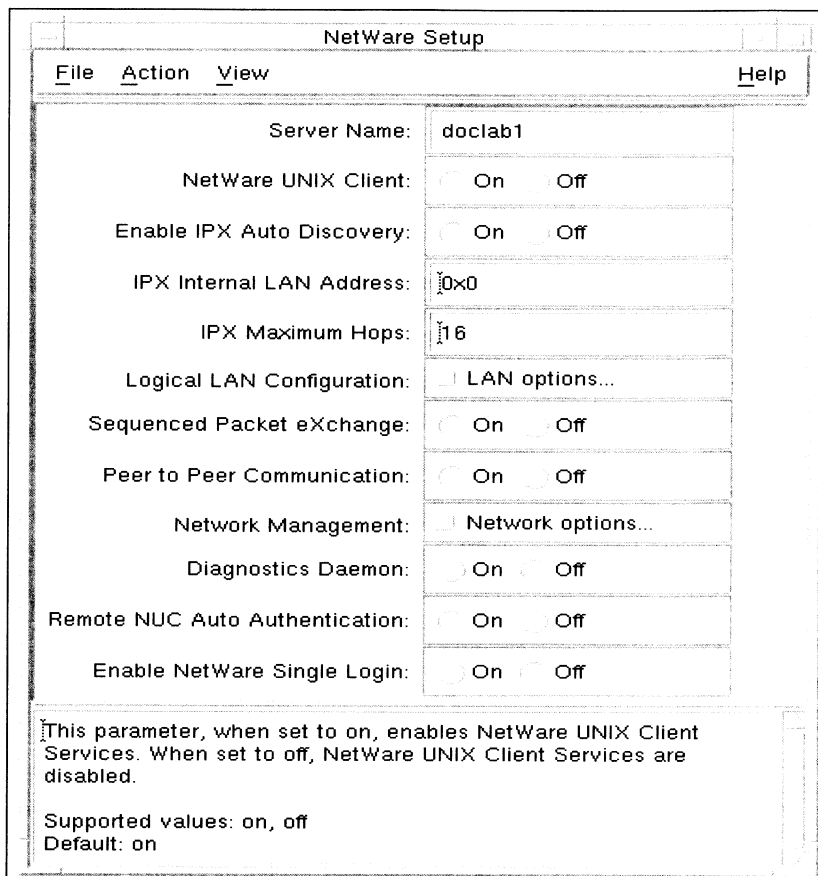 NetWare Setup
File Action View Help
Server Name: doclab1
NetWare UNIX Client: On Off
Enable IPX Auto Discovery: On Off
IPX Internal LAN Address: 0x0
IPX Maximum Hops: 16
Logical LAN Configuration: LAN options...
Sequenced Packet eXchange: On Off
Peer to Peer Communication: On Off
Network Management: Network options...
Diagnostics Daemon: On Off
Remote NUC Auto Authentication: On Off
Enable NetWare Single Login: On Off
This parameter, when set to on, enables NetWare UNIX Client
Services. When set to off, NetWare UNIX Client Services are
disabled.
Supported values: on, off
Default: on